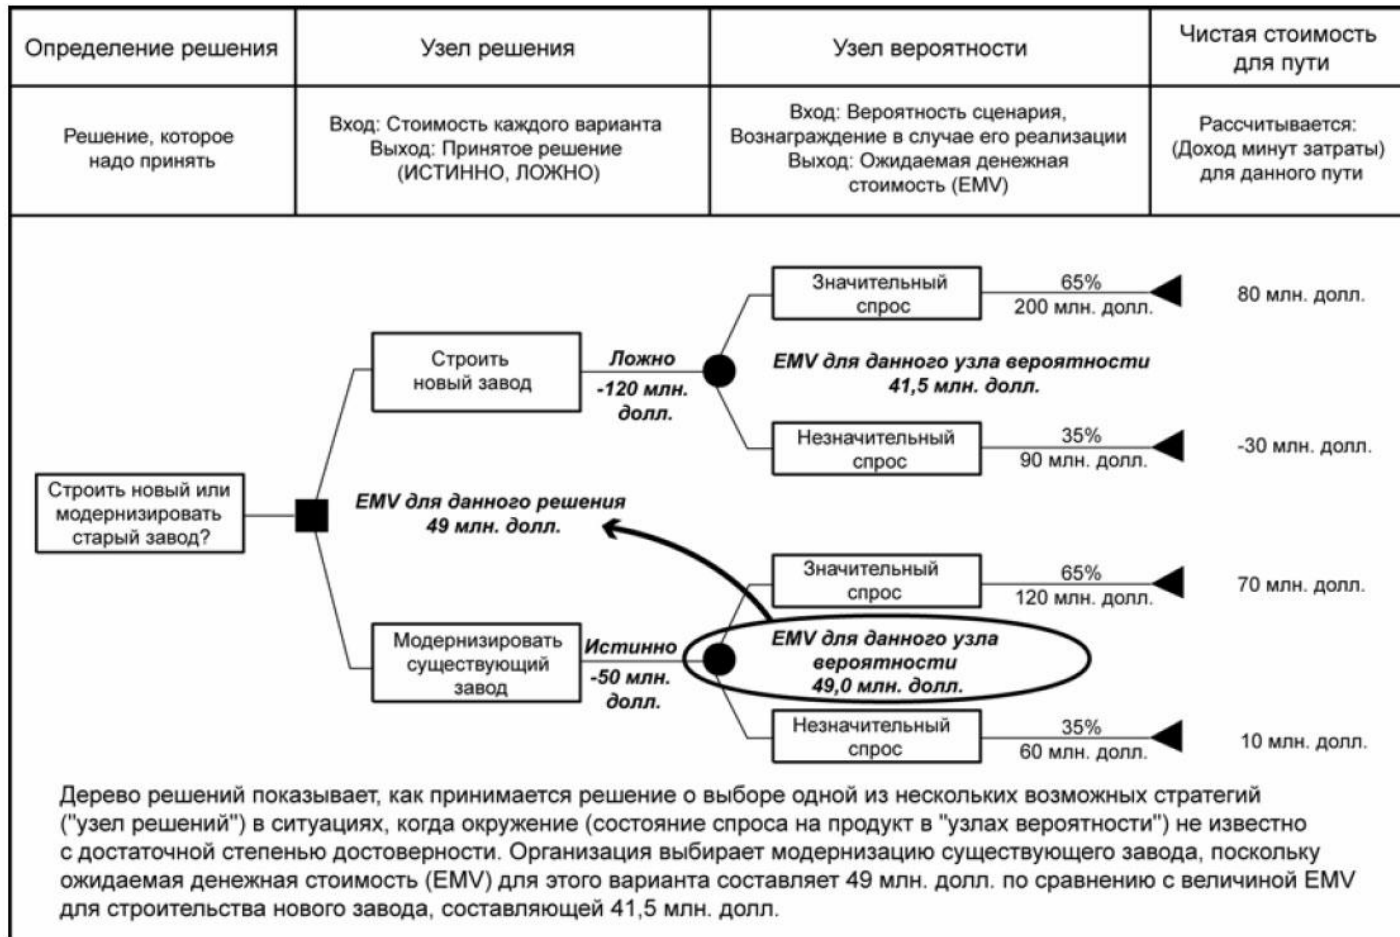 Определение решения
Узел решения
Узел вероятности
Чистая стоимость
для пути
Решение, которое
надо принять
Вход: Стоимость каждого варианта
Выход: Принятое решение
(ИСТИННО, ЛОЖНО)
Вход: Вероятность сценария,
Вознаграждение в случае его реализации
Выход: Ожидаемая денежная
стоимость (EMV)
Рассчитывается:
(Доход минут затраты)
для данного пути
Строить новый или
модернизировать
старый завод?
EMV для данного решения
49 млн. долл.
Строить
новый завод
Ложно
-120 млн.
долл.
Значительный
спрос
65%
200 млн. долл.
80 млн. долл.
EMV для данного узла вероятности
41,5 млн. долл.
Незначительный
спрос
35%
90 млн. долл.
-30 млн. долл.
Модернизировать
существующий
завод
Истинно
-50 млн.
долл.
Значительный
спрос
65%
120 млн. долл.
70 млн. долл.
EMV для данного узла
вероятности
49,0 млн. долл.
Незначительный
спрос
35%
60 млн. долл.
10 млн. долл.
Дерево решений показывает, как принимается решение о выборе одной из нескольких возможных стратегий
("узел решений") в ситуациях, когда окружение (состояние спроса на продукт в "узлах вероятности") не известно
с достаточной степенью достоверности. Организация выбирает модернизацию существующего завода, поскольку
ожидаемая денежная стоимость (EMV) для этого варианта составляет 49 млн. долл. по сравнению с величиной EMV
для строительства нового завода, составляющей 41,5 млн. долл.